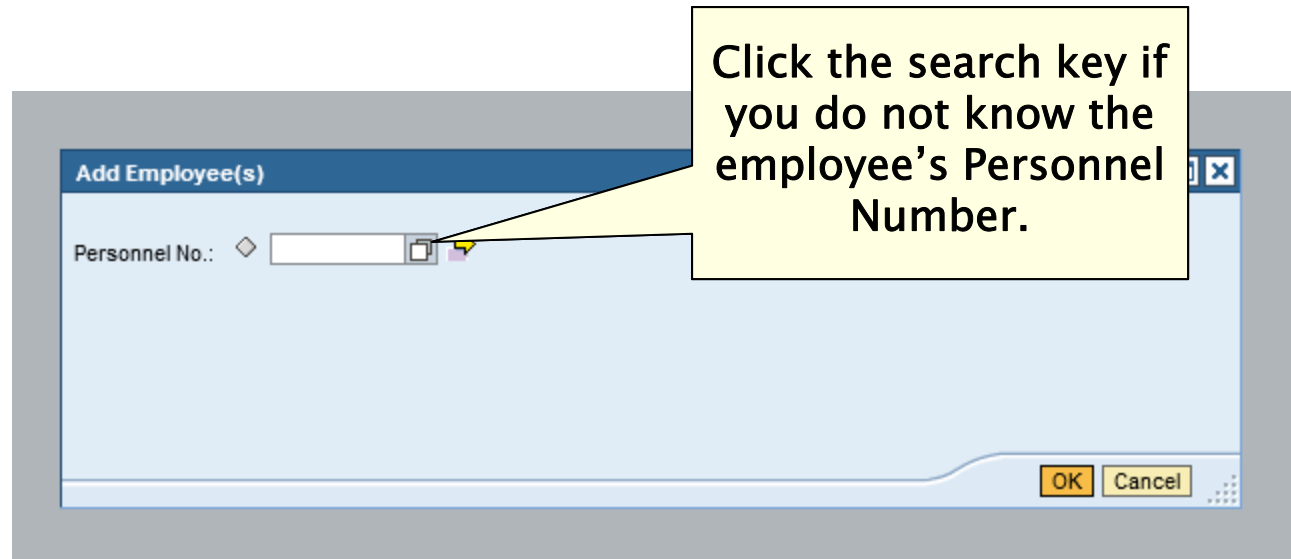 Click the search key if
you do not know the
employee’s Personnel
Number.
Add Employee(s)
Personnel No.:
OK Cancel